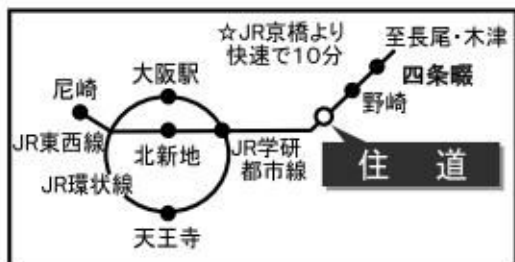 ☆JR京橋より
快速で10分
至長尾・木津
四条畷
野崎
大阪駅
尼崎
JR東西線
北新地
JR学研
都市線
住 道
JR環状線
天王寺